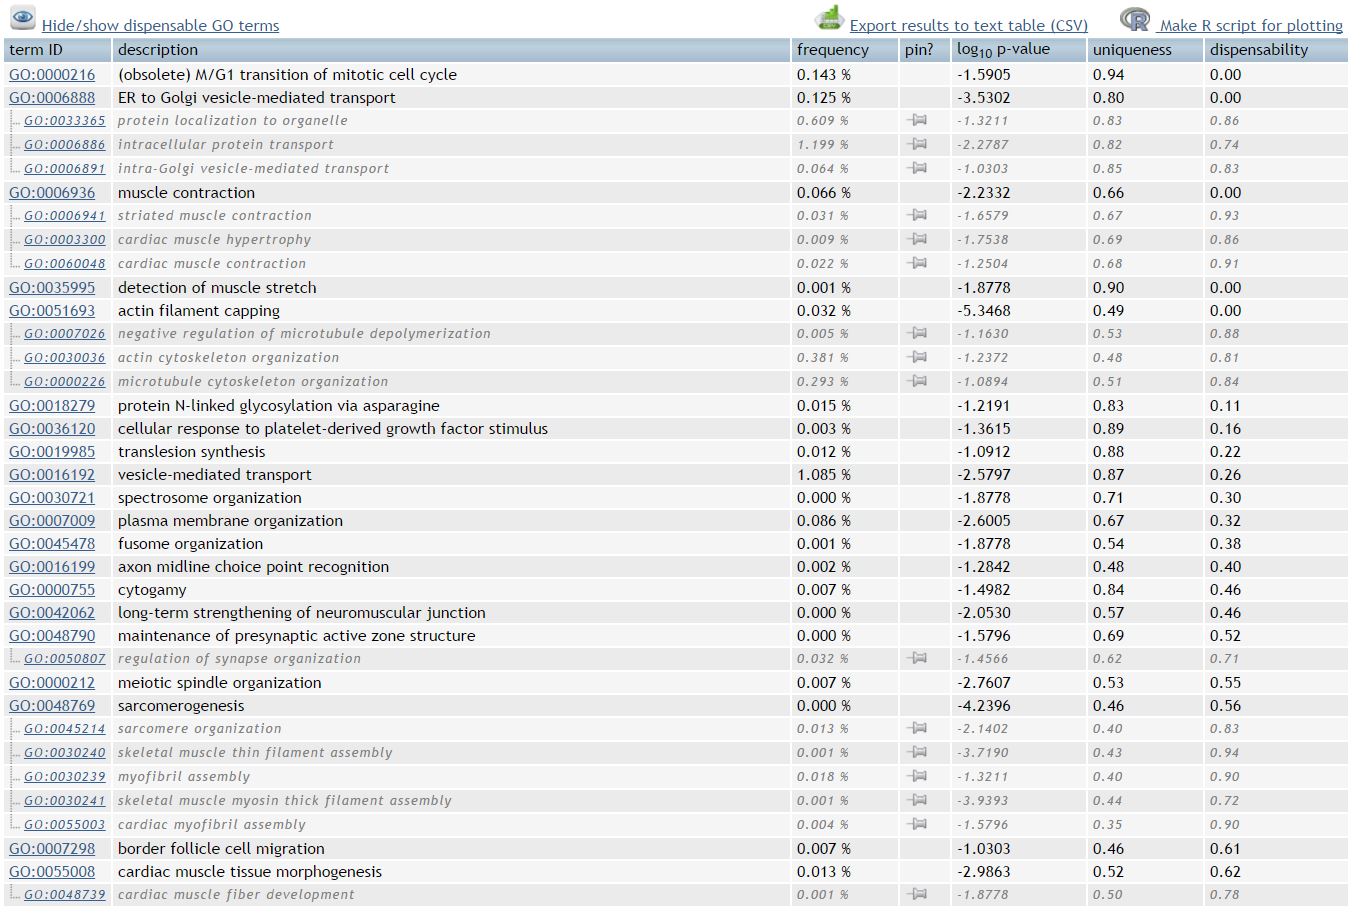 Hide/show dispensable GO terms Export results to text table (CSV) Make R script for plotting
term ID description frequency pin? log10 p-value uniqueness dispensability
GO:0000216 (obsolete) M/G1 transition of mitotic cell cycle 0.143 % -1.5905 0.94 0.00
GO:0006888 ER to Golgi vesicle-mediated transport 0.125 % -3.5302 0.80 0.00
GO:0033365 protein localization to organelle 0.609 % -1.3211 0.83 0.86
GO:0006886 intracellular protein transport 1.199 % -2.2787 0.82 0.74
GO:0006891 intra-Golgi vesicle-mediated transport 0.064 % -1.0303 0.85 0.83
GO:0006936 muscle contraction 0.066 % -2.2332 0.66 0.00
GO:0006941 striated muscle contraction 0.031 % -1.6579 0.67 0.93
GO:0003300 cardiac muscle hypertrophy 0.009 % -1.7538 0.69 0.86
GO:0060048 cardiac muscle contraction 0.022 % -1.2504 0.68 0.91
GO:0035995 detection of muscle stretch 0.001 % -1.8778 0.90 0.00
GO:0051693 actin filament capping 0.032 % -5.3468 0.49 0.00
GO:0007026 negative regulation of microtubule depolymerization 0.005 % -1.1630 0.53 0.88
GO:0030036 actin cytoskeleton organization 0.381 % -1.2372 0.48 0.81
GO:0000226 microtubule cytoskeleton organization 0.293 % -1.0894 0.51 0.84
GO:0018279 protein N-linked glycosylation via asparagine 0.015 % -1.2191 0.83 0.11
GO:0036120 cellular response to platelet-derived growth factor stimulus 0.003 % -1.3615 0.89 0.16
GO:0019985 translesion synthesis 0.012 % -1.0912 0.88 0.22
GO:0016192 vesicle-mediated transport 1.085 % -2.5797 0.87 0.26
GO:0030721 spectrosome organization 0.000 % -1.8778 0.71 0.30
GO:0007009 plasma membrane organization 0.086 % -2.6005 0.67 0.32
GO:0045478 fusome organization 0.001 % -1.8778 0.54 0.38
GO:0016199 axon midline choice point recognition 0.002 % -1.2842 0.48 0.40
GO:0000755 cytogamy 0.007 % -1.4982 0.84 0.46
GO:0042062 long-term strengthening of neuromuscular junction 0.000 % -2.0530 0.57 0.46
GO:0048790 maintenance of presynaptic active zone structure 0.000 % -1.5796 0.69 0.52
GO:0050807 regulation of synapse organization 0.032 % -1.4566 0.62 0.71
GO:0000212 meiotic spindle organization 0.007 % -2.7607 0.53 0.55
GO:0048769 sarcomerogenesis 0.000 % -4.2396 0.46 0.56
GO:0045214 sarcomere organization 0.013 % -2.1402 0.40 0.83
GO:0030240 skeletal muscle thin filament assembly 0.001 % -3.7190 0.43 0.94
GO:0030239 myofibril assembly 0.018 % -1.3211 0.40 0.90
GO:0030241 skeletal muscle myosin thick filament assembly 0.001 % -3.9393 0.44 0.72
GO:0055003 cardiac myofibril assembly 0.004 % -1.5796 0.35 0.90
GO:0007298 border follicle cell migration 0.007 % -1.0303 0.46 0.61
GO:0055008 cardiac muscle tissue morphogenesis 0.013 % -2.9863 0.52 0.62
GO:0048739 cardiac muscle fiber development 0.001 % -1.8778 0.50 0.78